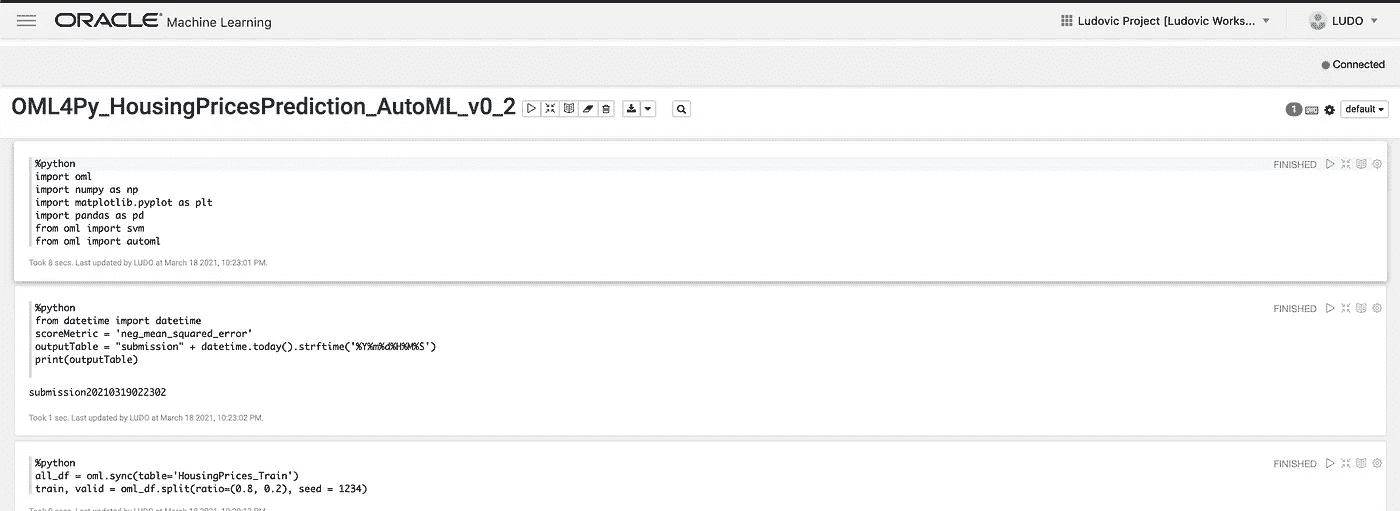 ORACLE® Machine Learning
Ludovic Project [Ludovic Works...
LUDO
Connected
OML4Py_HousingPricesPrediction_AutoML_v0_2
1
default
%python
FINISHED
import oml
import numpy as np
import matplotlib.pyplot as plt
import pandas as pd
from oml import svm
from oml import automl
Took 8 secs. Last updated by LUDO at March 18 2021, 10:23:01 PM.
%python
FINISHED
from datetime import datetime
scoreMetric = 'neg_mean_squared_error'
outputTable = "submission" + datetime.today().strftime('%Y%m%d%H%M%S')
print(outputTable)
submission20210319022302
Took 1 sec. Last updated by LUDO at March 18 2021, 10:23:02 PM.
%python
FINISHED
all_df = oml.sync(table='HousingPrices_Train')
train, valid = oml_df.split(ratio=(0.8, 0.2), seed = 1234)